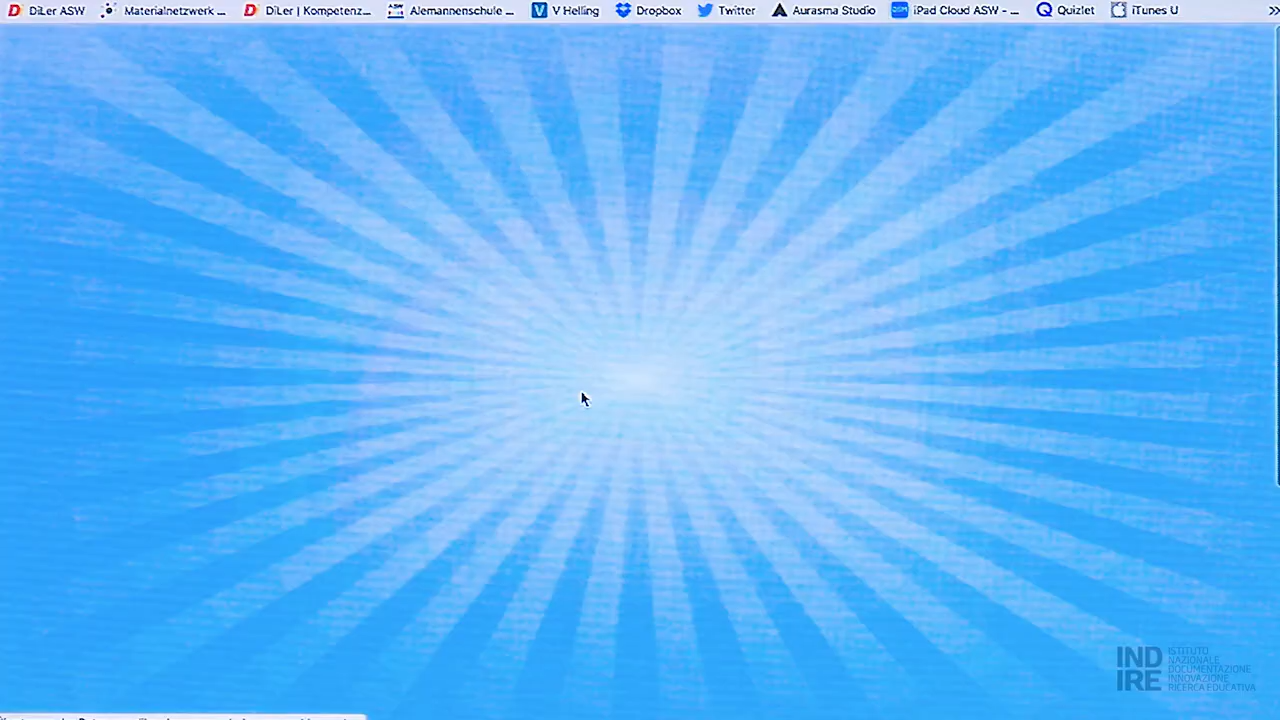 DiLer ASW Materialnetzwerk ... DiLer | Kompetenz... Alemannenschule ... V Helling Dropbox Twitter Aurasma Studio iPad Cloud ASW - ... Quizlet iTunes U
IND
IRE
ISTITUTO
NAZIONALE
DOCUMENTAZIONE
INNOVAZIONE
RICERCA EDUCATIVA